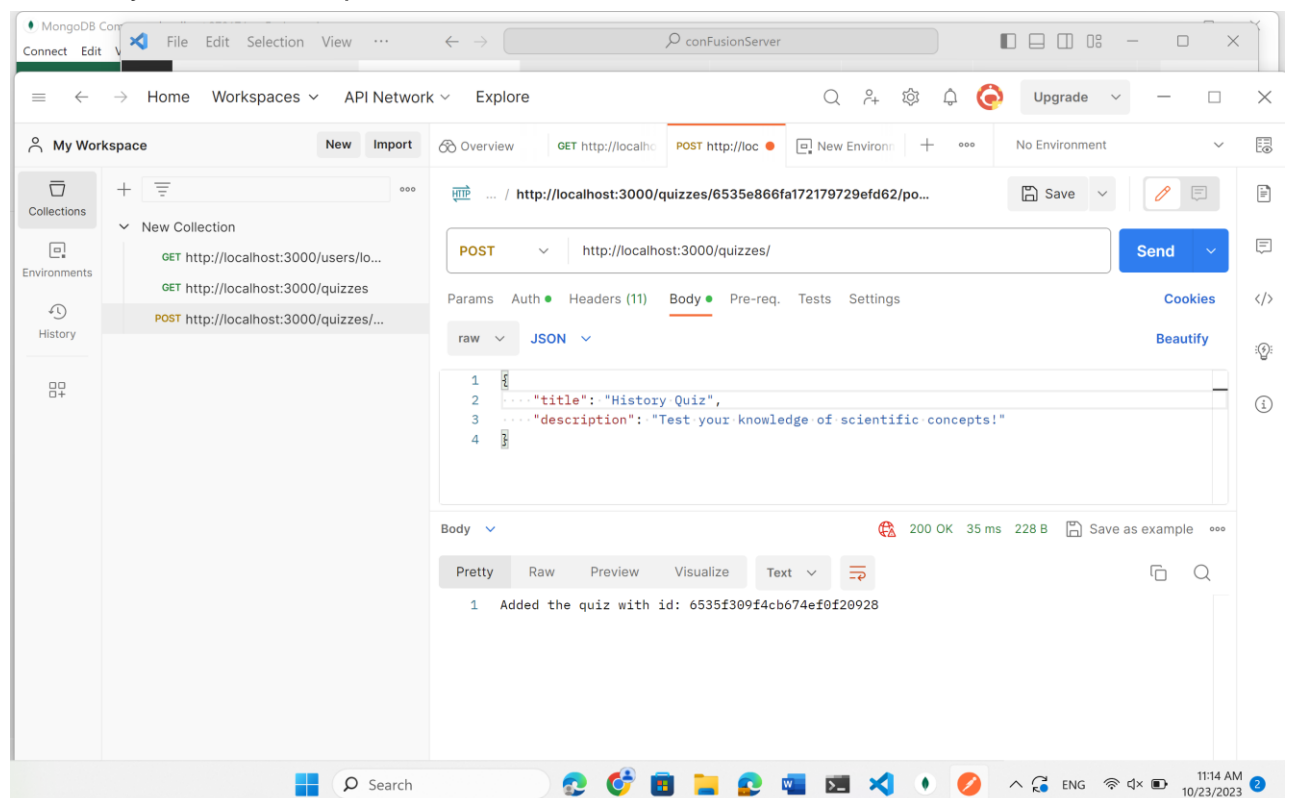 MongoDB Com
Connect Edit V
File Edit Selection View ···
conFusionServer
Home Workspaces API Network Explore
Upgrade
My Workspace
New Import
Overview
GET http://localho
POST http://loc
New Environn
No Environment
Collections
Environments
History
New Collection
GET http://localhost:3000/users/lo...
GET http://localhost:3000/quizzes
POST http://localhost:3000/quizzes/...
HTTP ... / http://localhost:3000/quizzes/6535e866fa172179729efd62/po...
Save
POST http://localhost:3000/quizzes/
Send
Params Auth Headers (11) Body Pre-req. Tests Settings
Cookies
raw JSON
Beautify
1 {
2 "title": "History Quiz",
3 "description": "Test your knowledge of scientific concepts!"
4 }
Body
200 OK 35 ms 228 B Save as example
Pretty Raw Preview Visualize Text
1 Added the quiz with id: 6535f309f4cb674ef0f20928
Search
ENG
11:14 AM
10/23/2023
2